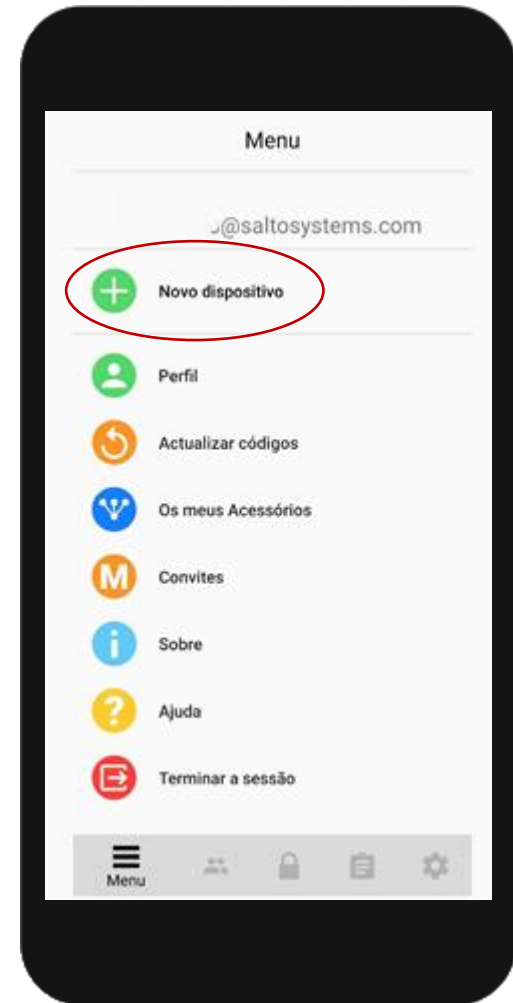 Menu
@saltosystems.com
Novo dispositivo
Perfil
Actualizar códigos
Os meus Acessórios
M
Convites
Sobre
Ajuda
Terminar a sessão
Menu